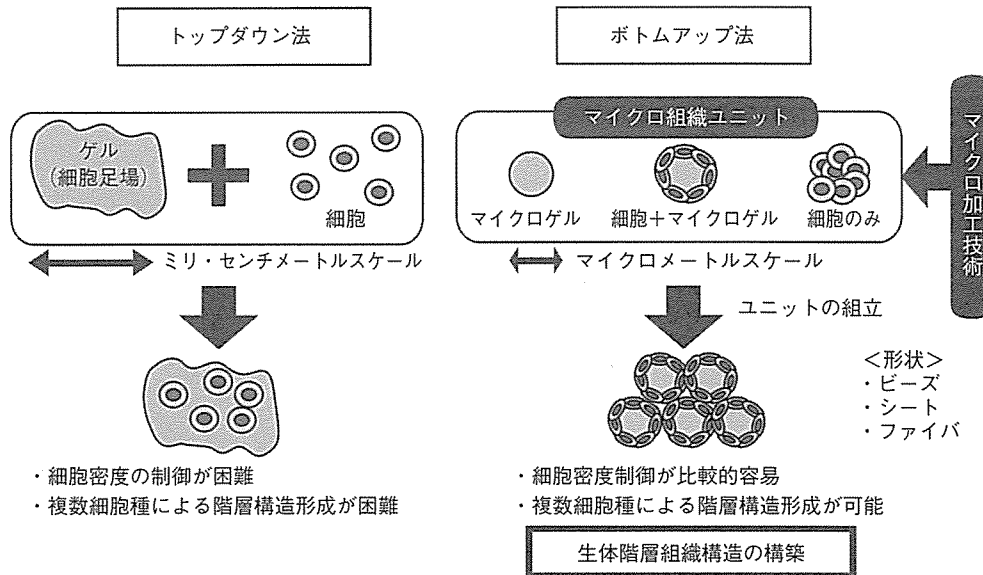 トップダウン法
ゲル
(細胞足場)
細胞
ミリ・センチメートルスケール
・細胞密度の制御が困難
・複数細胞種による階層構造形成が困難
ボトムアップ法
マイクロ組織ユニット
マイクロゲル
細胞+マイクロゲル
細胞のみ
マイクロ加工技術
マイクロメートルスケール
ユニットの組立
<形状>
・ビーズ
・シート
・ファイバ
・細胞密度制御が比較的容易
・複数細胞種による階層構造形成が可能
生体階層組織構造の構築